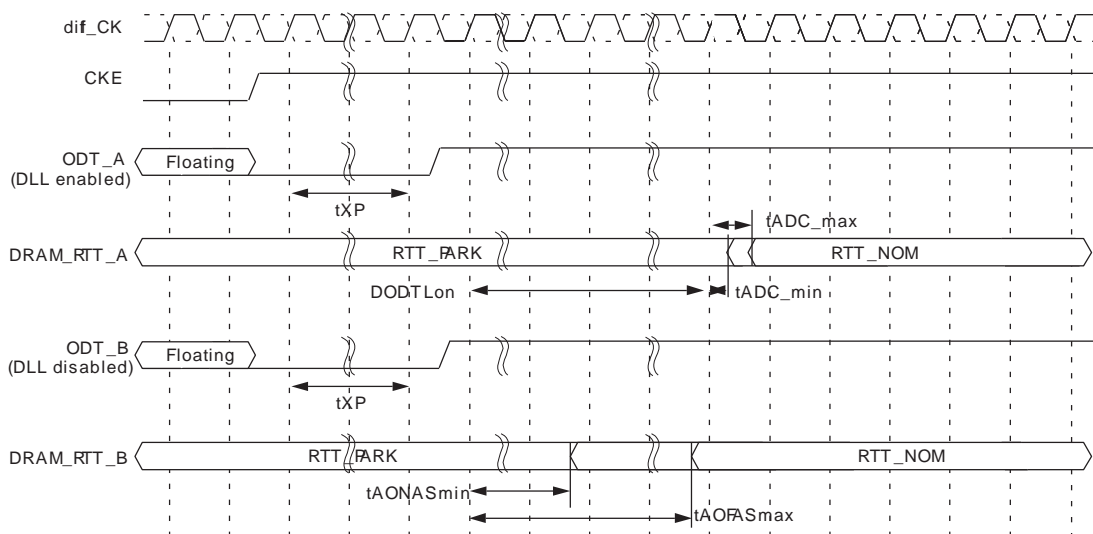 dif_CK
CKE
ODT_A
(DLL enabled)
Floating
tXP
tADC_max
DRAM_RTT_A
RTT_PARK
RTT_NOM
DODTLon
tADC_min
ODT_B
(DLL disabled)
Floating
tXP
DRAM_RTT_B
RTT_PARK
RTT_NOM
tAONASmin
tAOFASmax